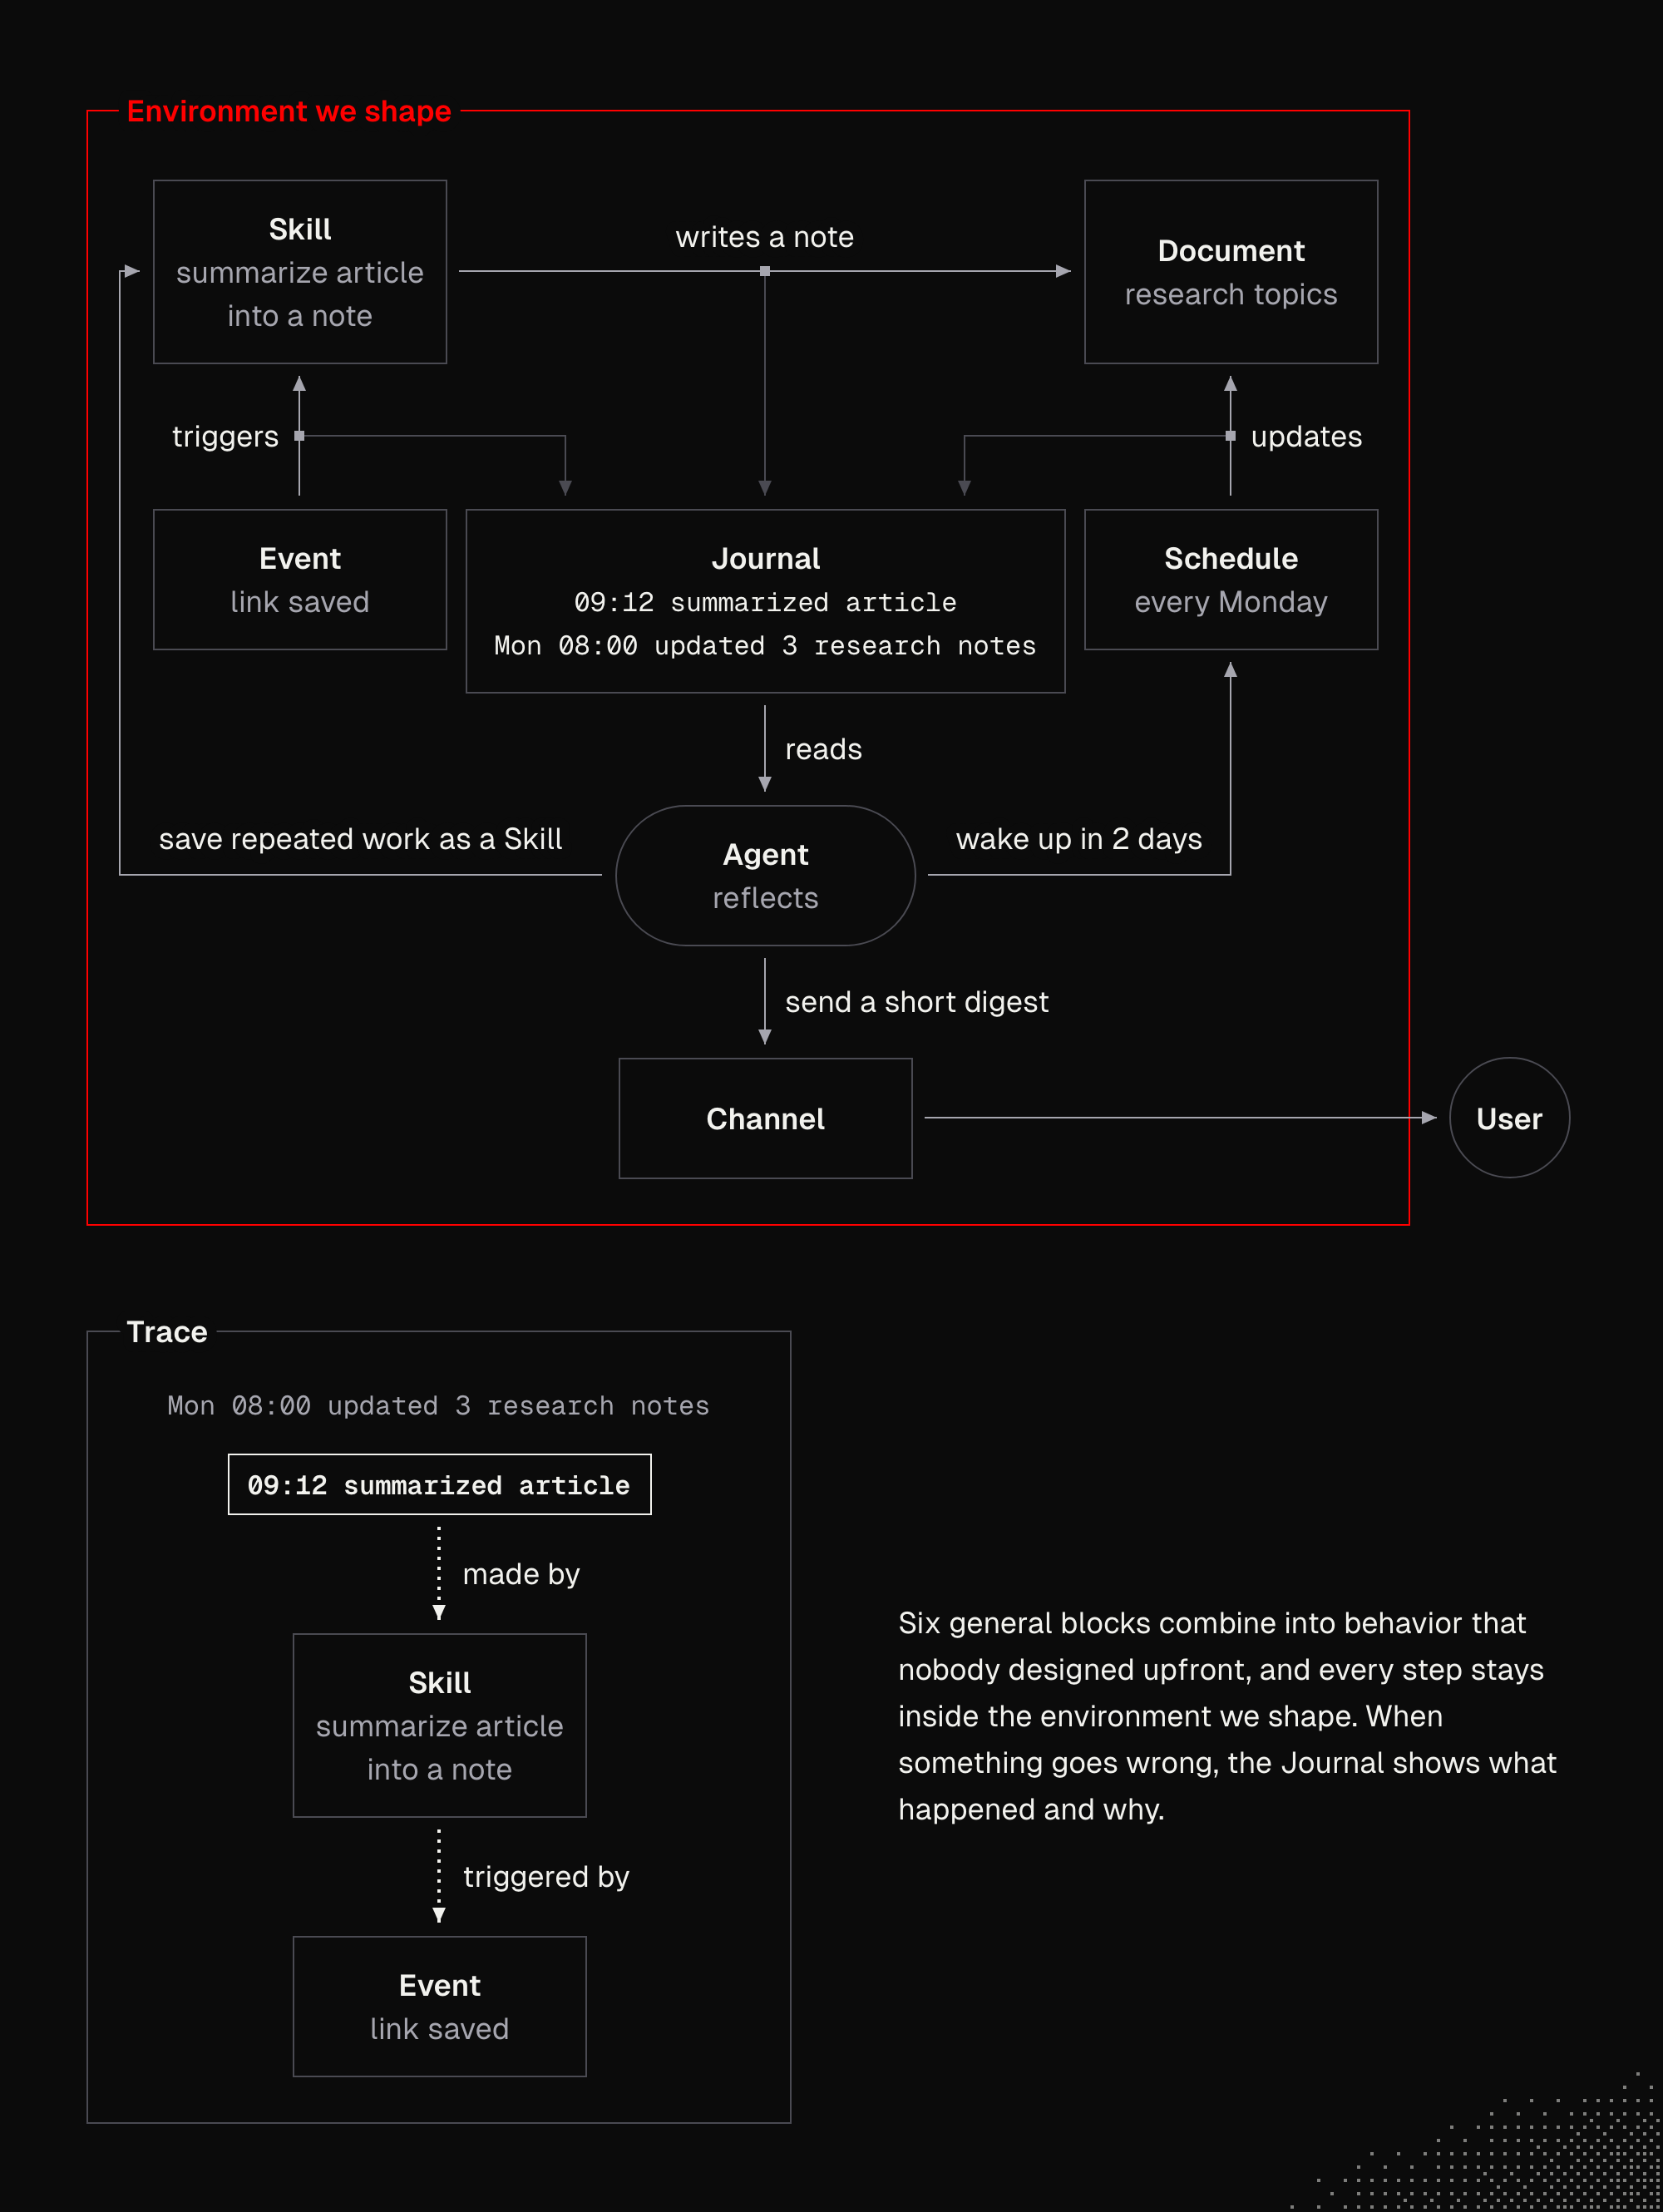 Environment we shape
Skill
summarize article
into a note
writes a note
Document
research topics
triggers
updates
Event
link saved
Journal
09:12 summarized article
Mon 08:00 updated 3 research notes
Schedule
every Monday
reads
save repeated work as a Skill
Agent
reflects
wake up in 2 days
send a short digest
Channel
User
Trace
Mon 08:00 updated 3 research notes
09:12 summarized article
made by
Skill
summarize article
into a note
triggered by
Event
link saved
Six general blocks combine into behavior that
nobody designed upfront, and every step stays
inside the environment we shape. When
something goes wrong, the Journal shows what
happened and why.